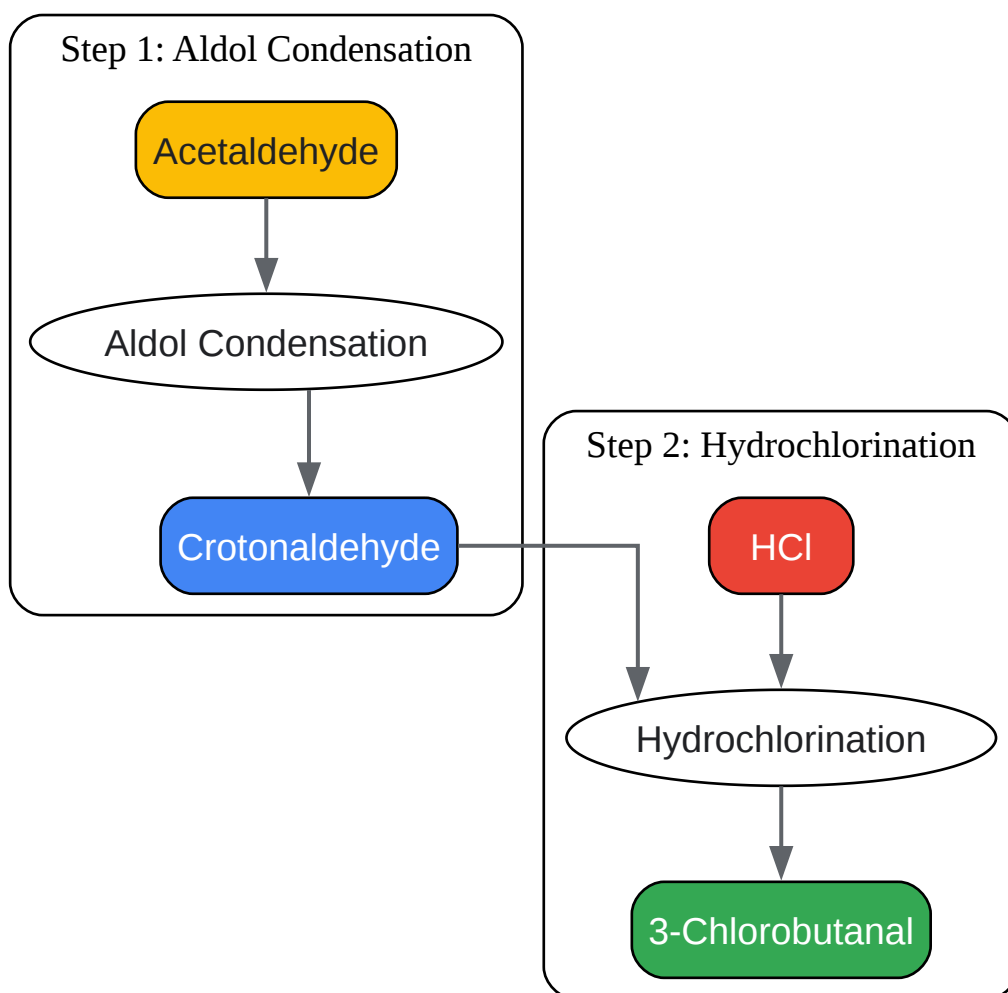 Step 1: Aldol Condensation
Acetaldehyde
Aldol Condensation
Crotonaldehyde
Step 2: Hydrochlorination
HCl
Hydrochlorination
3-Chlorobutanal